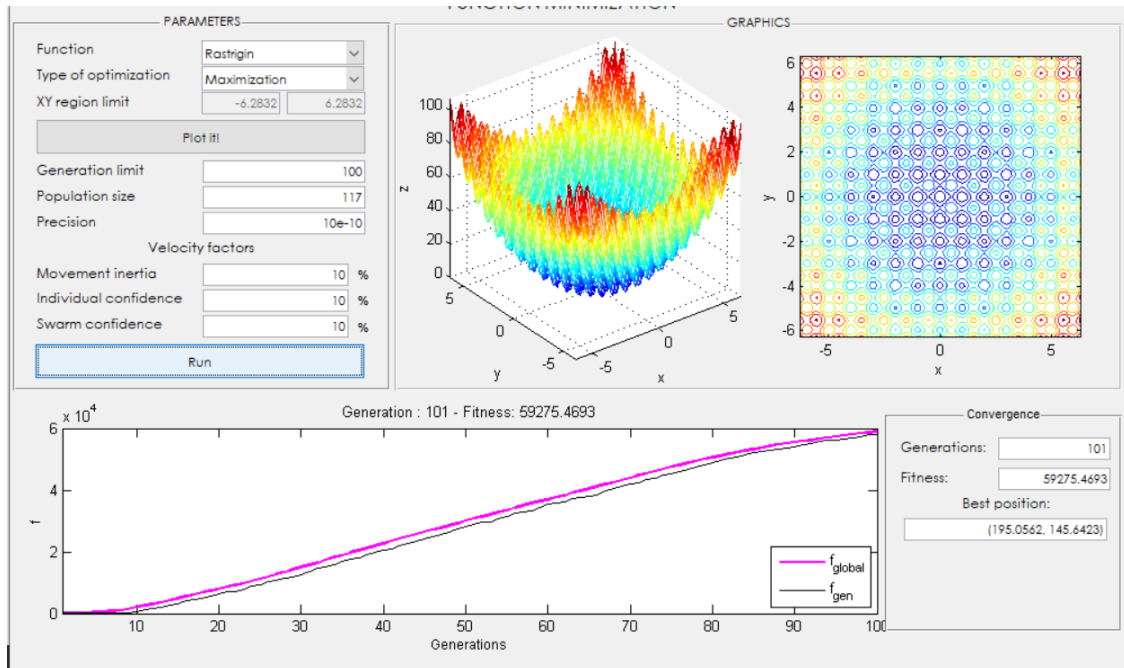 FUNCTION MINIMIZATION
PARAMETERS
Function Rastrigin
Type of optimization Maximization
XY region limit -6.2832 6.2832
Plot it!
Generation limit 100
Population size 117
Precision 10e-10
Velocity factors
Movement inertia 10 %
Individual confidence 10 %
Swarm confidence 10 %
Run
GRAPHICS
100
80
60
40
20
0
z
5
0
-5
y
-5
0
5
x
6
4
2
0
-2
-4
-6
y
-5
0
5
x
Generation : 101 - Fitness: 59275.4693
x 10^4
6
4
2
0
f
10 20 30 40 50 60 70 80 90 100
Generations
f_global
f_gen
Convergence
Generations: 101
Fitness: 59275.4693
Best position:
(195.0562, 145.6423)